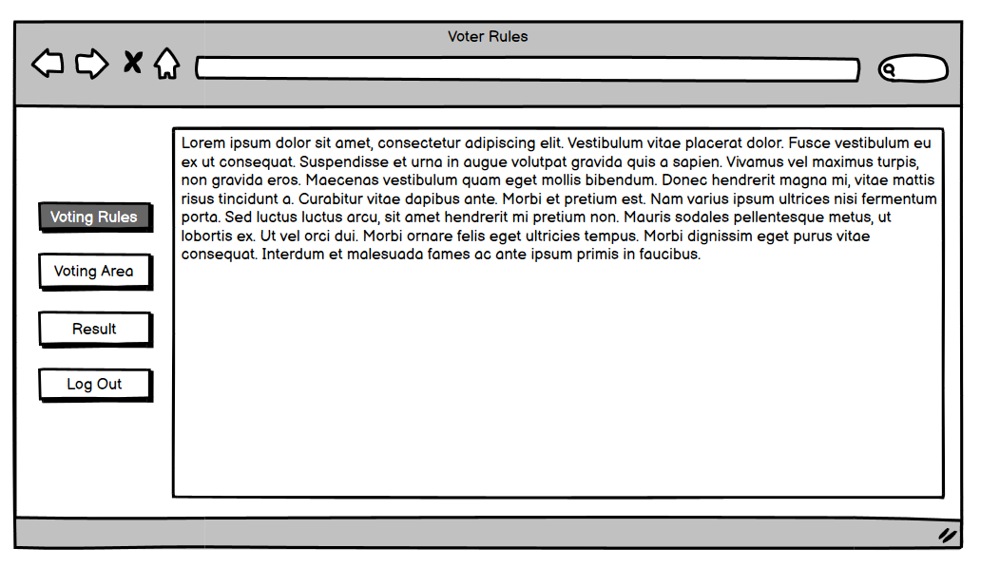 Voter Rules
Lorem ipsum dolor sit amet, consectetur adipiscing elit. Vestibulum vitae placerat dolor. Fusce vestibulum eu
ex ut consequat. Suspendisse et urna in augue volutpat gravida quis a sapien. Vivamus vel maximus turpis,
non gravida eros. Maecenas vestibulum quam eget mollis bibendum. Donec hendrerit magna mi, vitae mattis
risus tincidunt a. Curabitur vitae dapibus ante. Morbi et pretium est. Nam varius ipsum ultrices nisi fermentum
porta. Sed luctus luctus arcu, sit amet hendrerit mi pretium non. Mauris sodales pellentesque metus, ut
lobortis ex. Ut vel orci dui. Morbi ornare felis eget ultricies tempus. Morbi dignissim eget purus vitae
consequat. Interdum et malesuada fames ac ante ipsum primis in faucibus.
Voting Rules
Voting Area
Result
Log Out